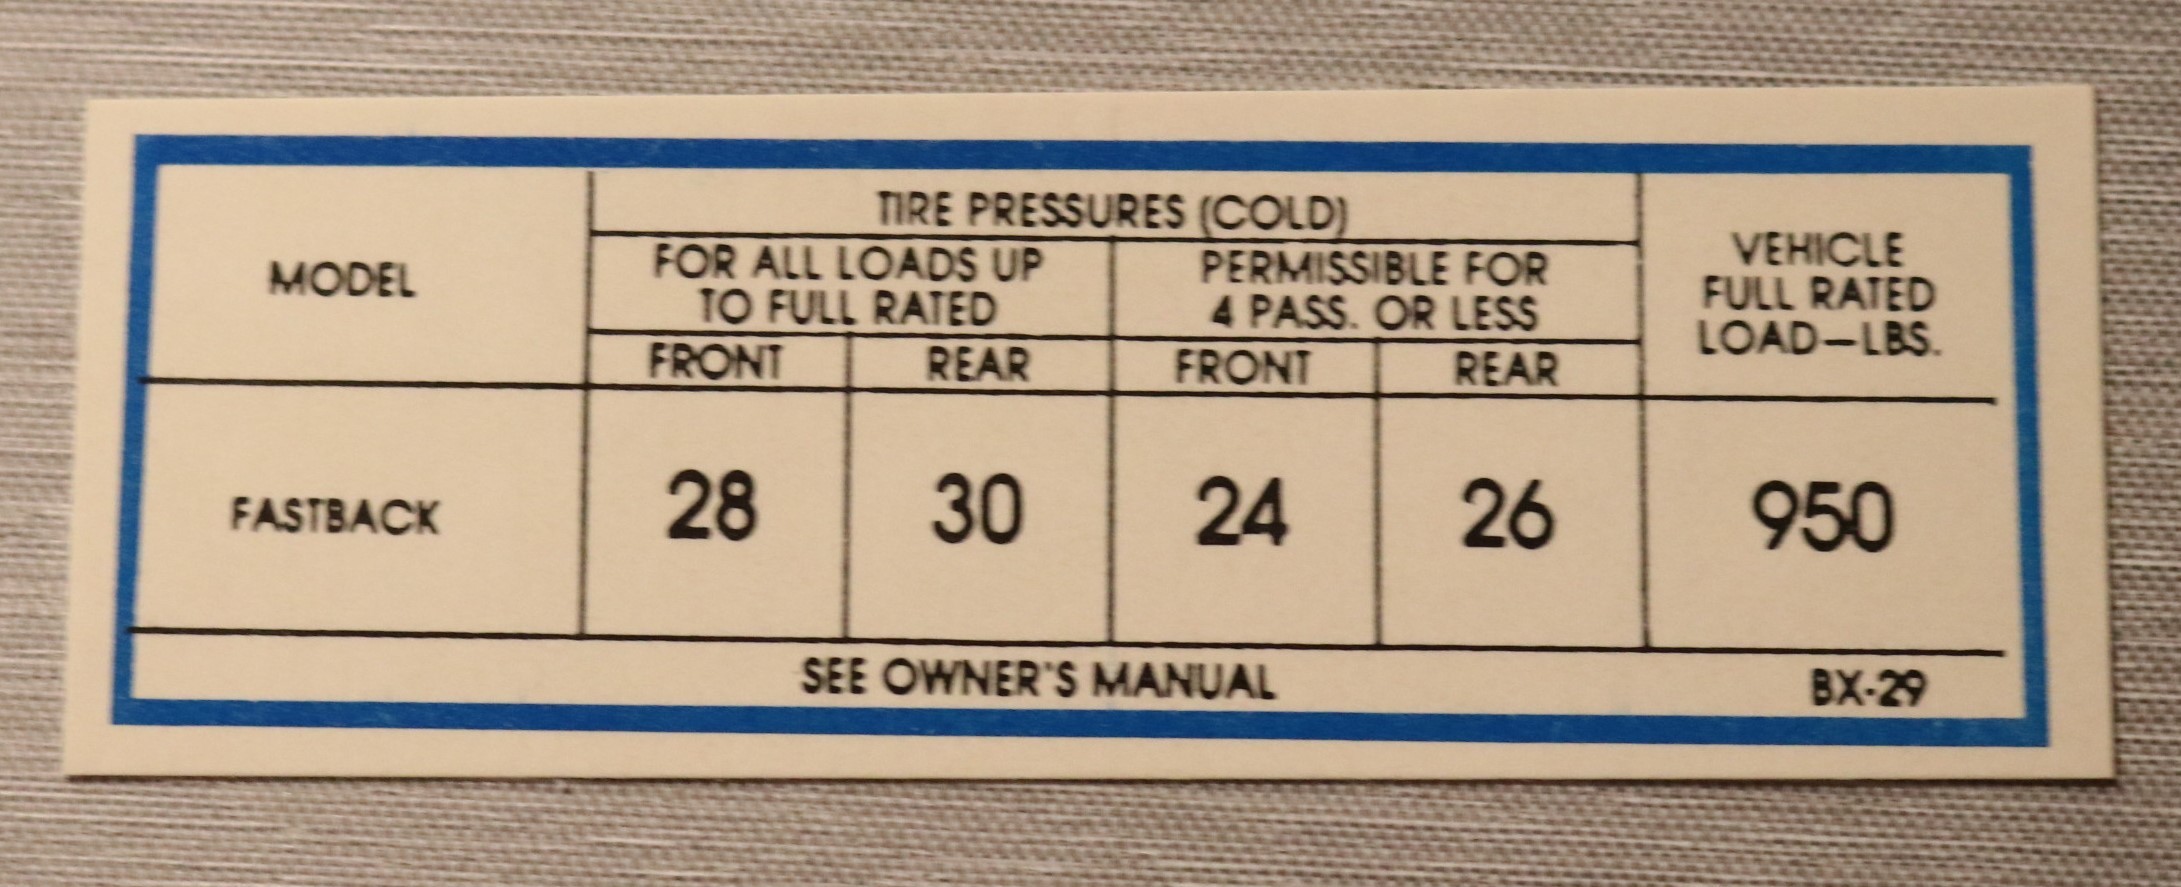 MODEL
TIRE PRESSURES (COLD)
FOR ALL LOADS UP
TO FULL RATED
PERMISSIBLE FOR
4 PASS. OR LESS
VEHICLE
FULL RATED
LOAD—LBS.
FRONT REAR FRONT REAR
FASTBACK 28 30 24 26 950
SEE OWNER'S MANUAL BX-29